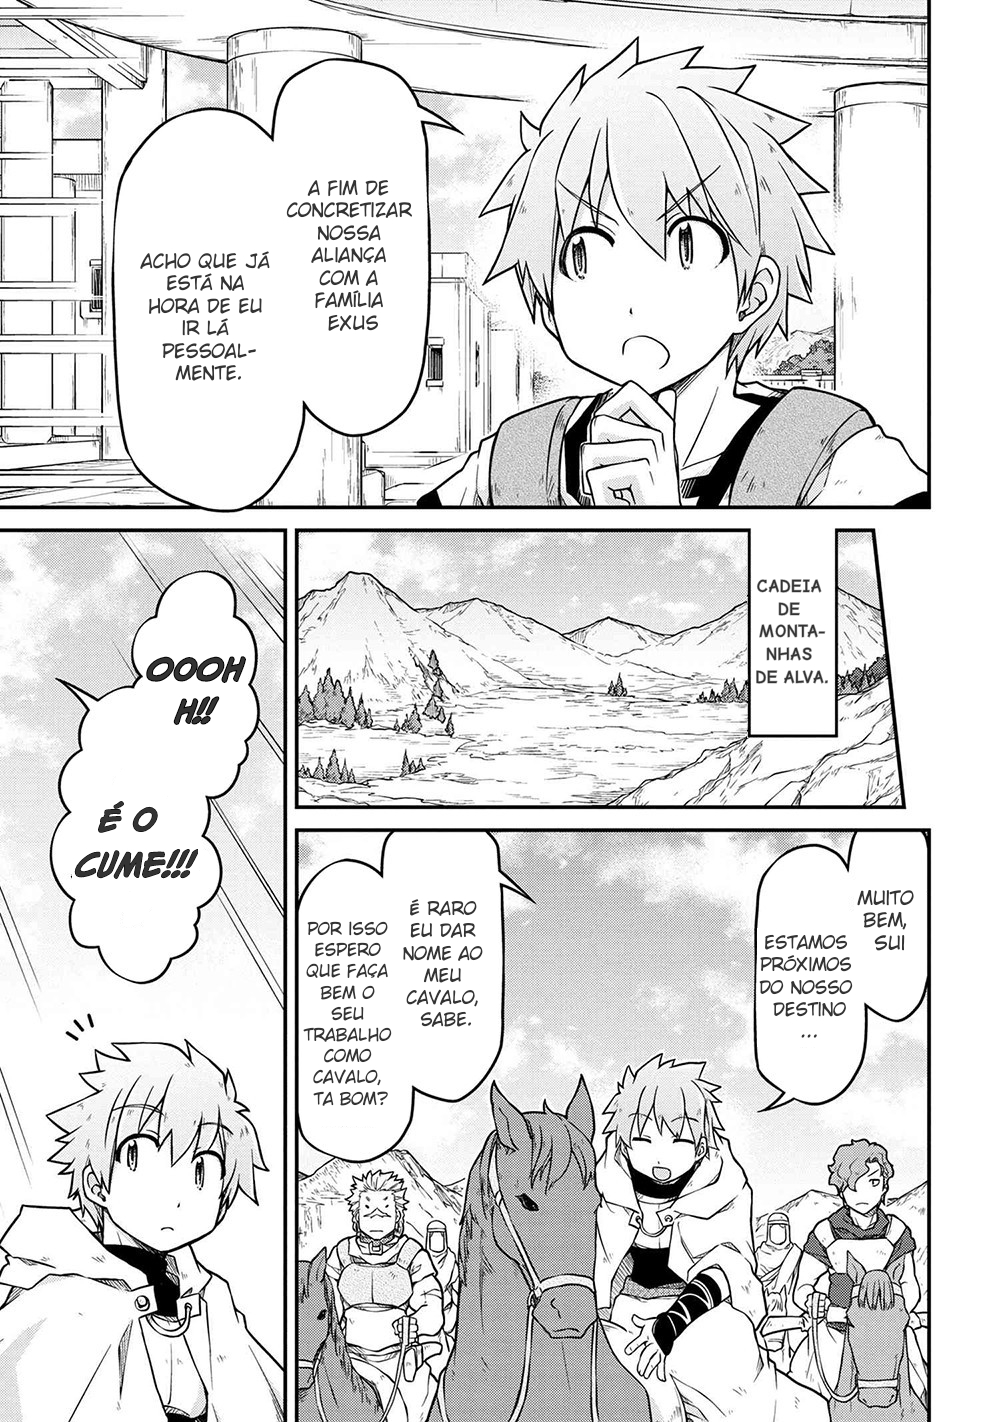 A FIM DE
CONCRETIZAR
NOSSA
ALIANÇA
COM A
FAMÍLIA
EXUS
ACHO QUE JÁ
ESTÁ NA
HORA DE EU
IR LÁ
PESSOAL-
MENTE.
CADEIA
DE
MONTA-
NHAS
DE ALVA.
MUITO
BEM,
SUI
ESTAMOS
PRÓXIMOS
DO NOSSO
DESTINO
...
É RARO
EU DAR
NOME AO
MEU
CAVALO,
SABE.
POR ISSO
ESPERO
QUE FAÇA
BEM O
SEU
TRABALHO
COMO
CAVALO,
TA BOM?
OOOH
H!!
É O
CUME!!!